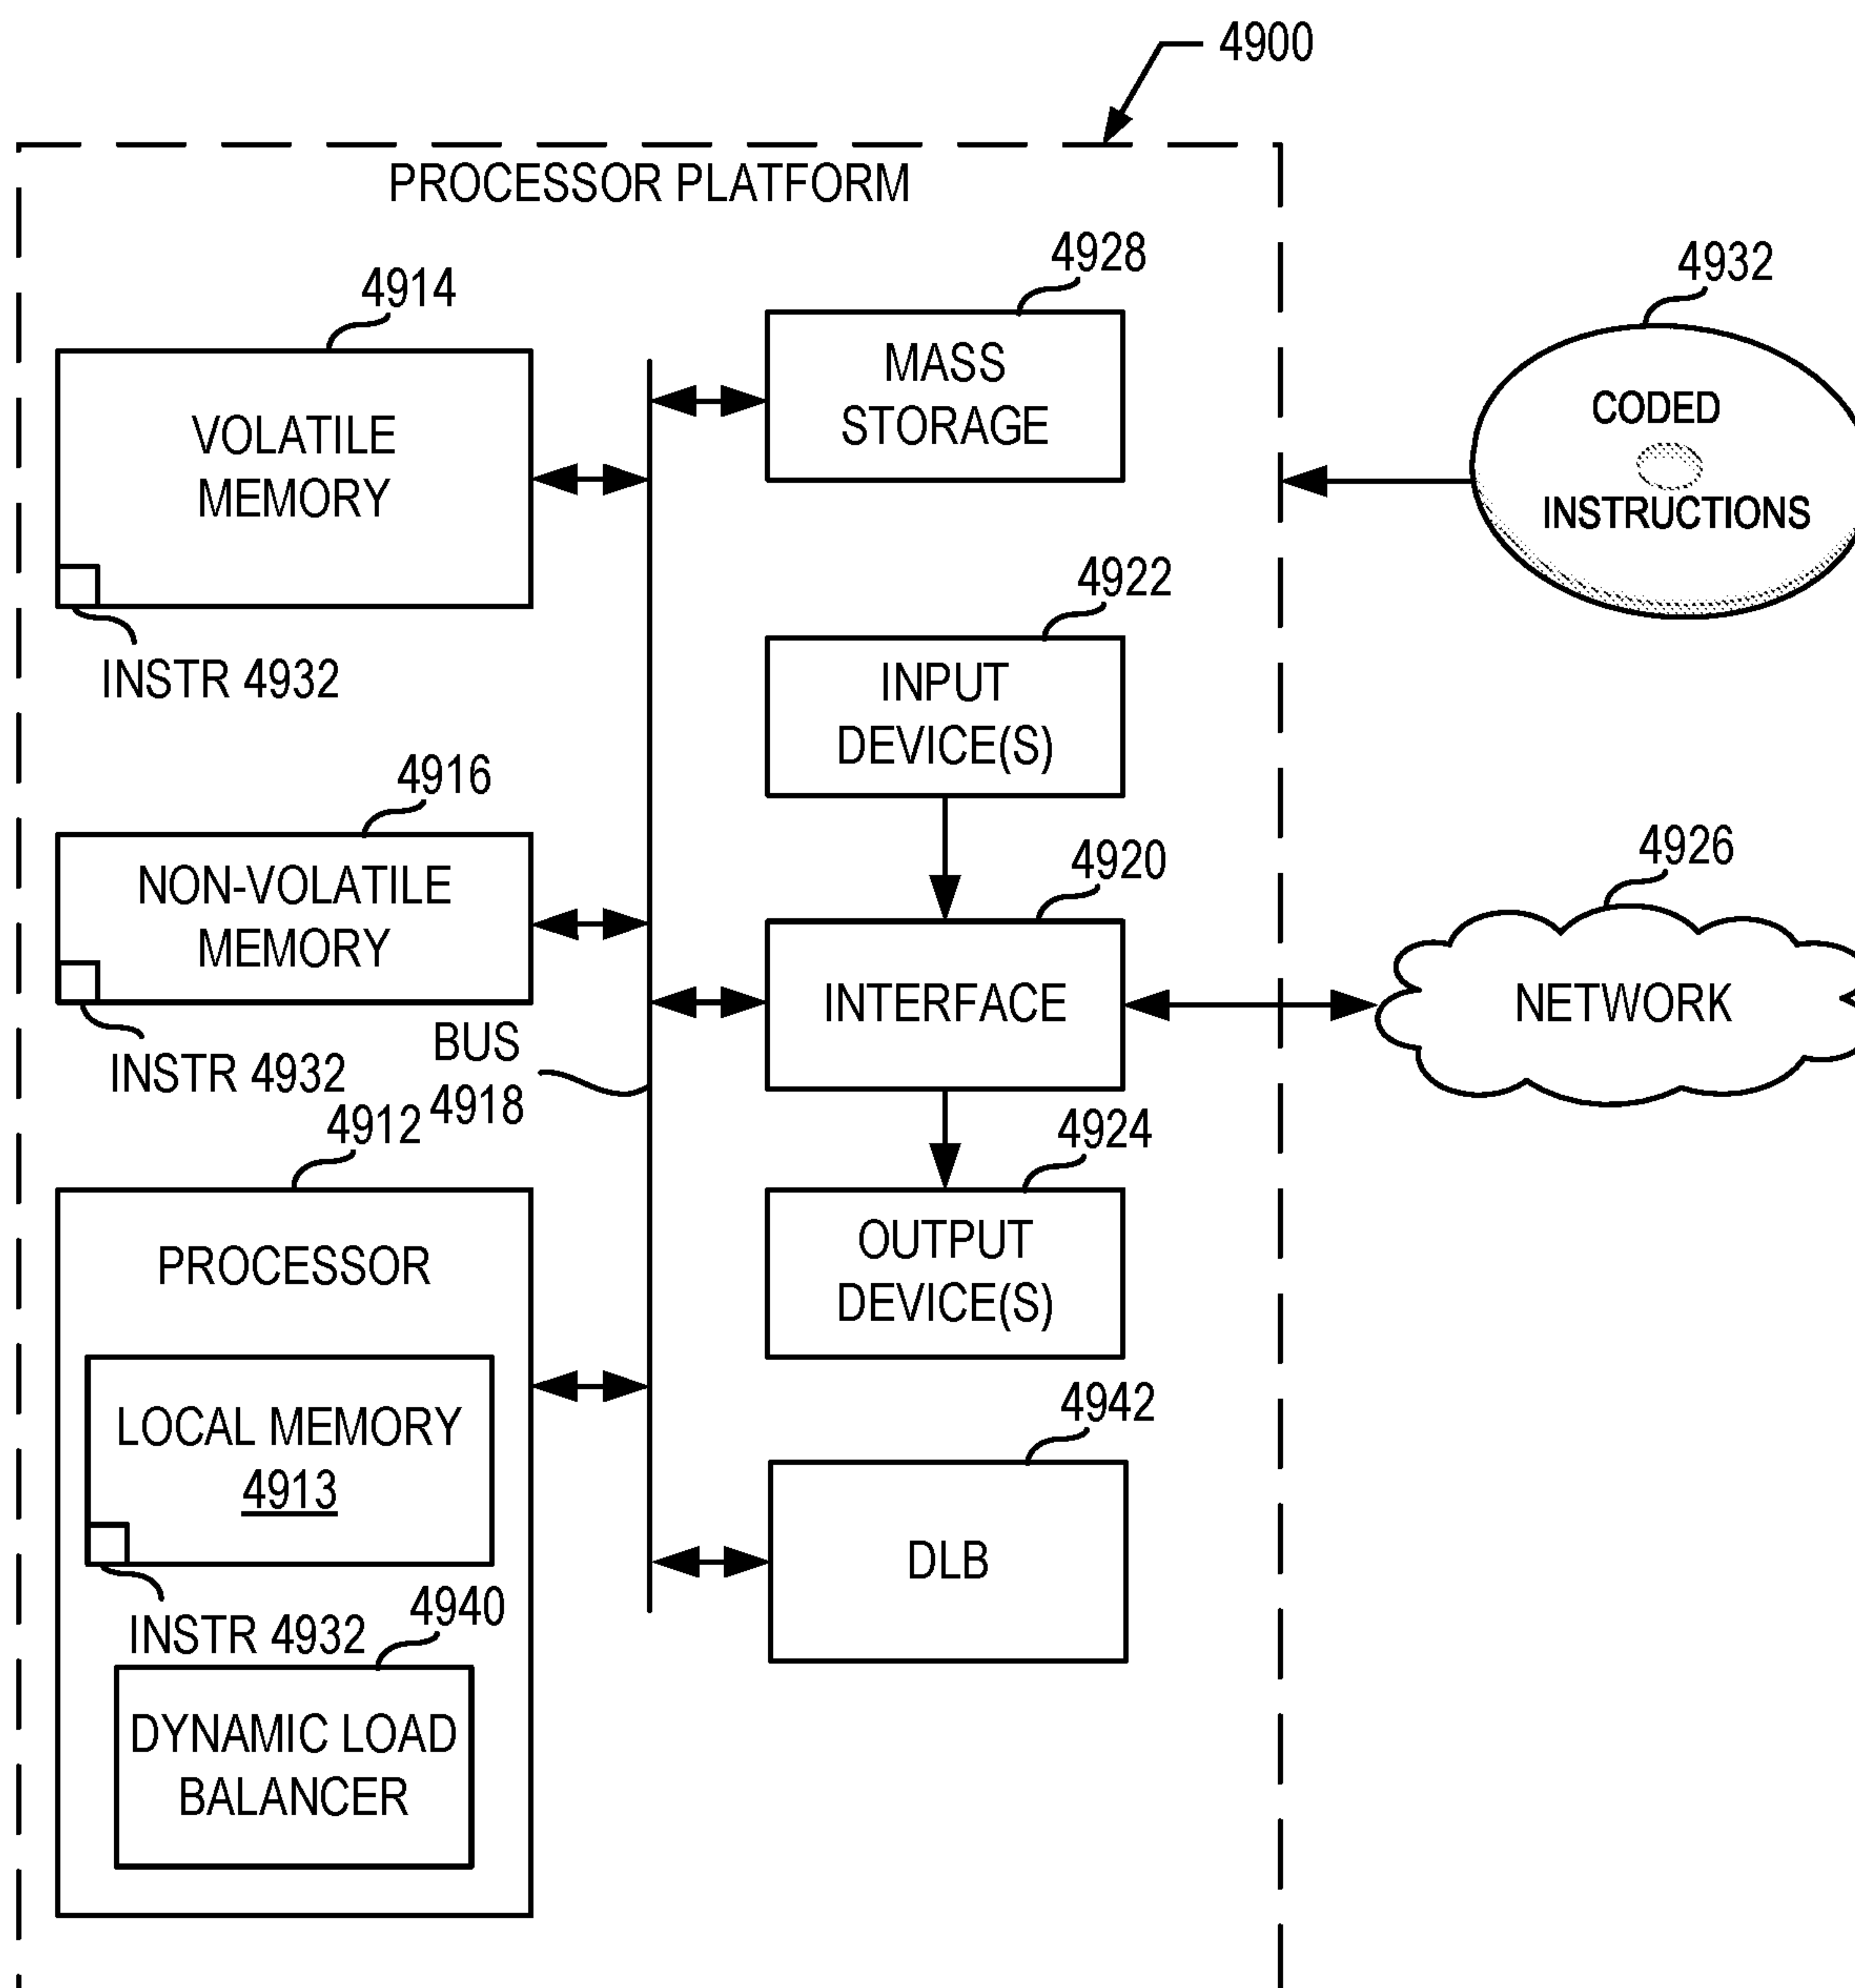 4900
PROCESSOR PLATFORM
4914
VOLATILE
MEMORY
INSTR 4932
4928
MASS
STORAGE
4932
CODED
INSTRUCTIONS
4922
INPUT
DEVICE(S)
4916
NON-VOLATILE
MEMORY
INSTR 4932
BUS
4918
4920
INTERFACE
4926
NETWORK
4912
PROCESSOR
LOCAL MEMORY
4913
INSTR 4932
4940
DYNAMIC LOAD
BALANCER
4924
OUTPUT
DEVICE(S)
4942
DLB